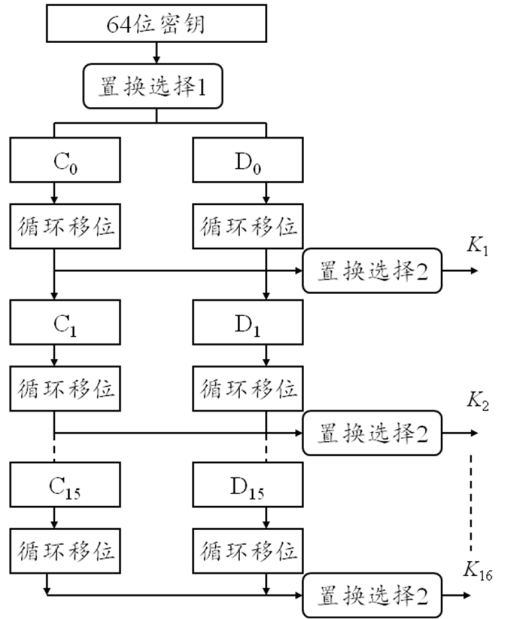 64位密钥
置换选择1
C0 D0
循环移位 循环移位
置换选择2 K1
C1 D1
循环移位 循环移位
置换选择2 K2
C15 D15
循环移位 循环移位
置换选择2 K16